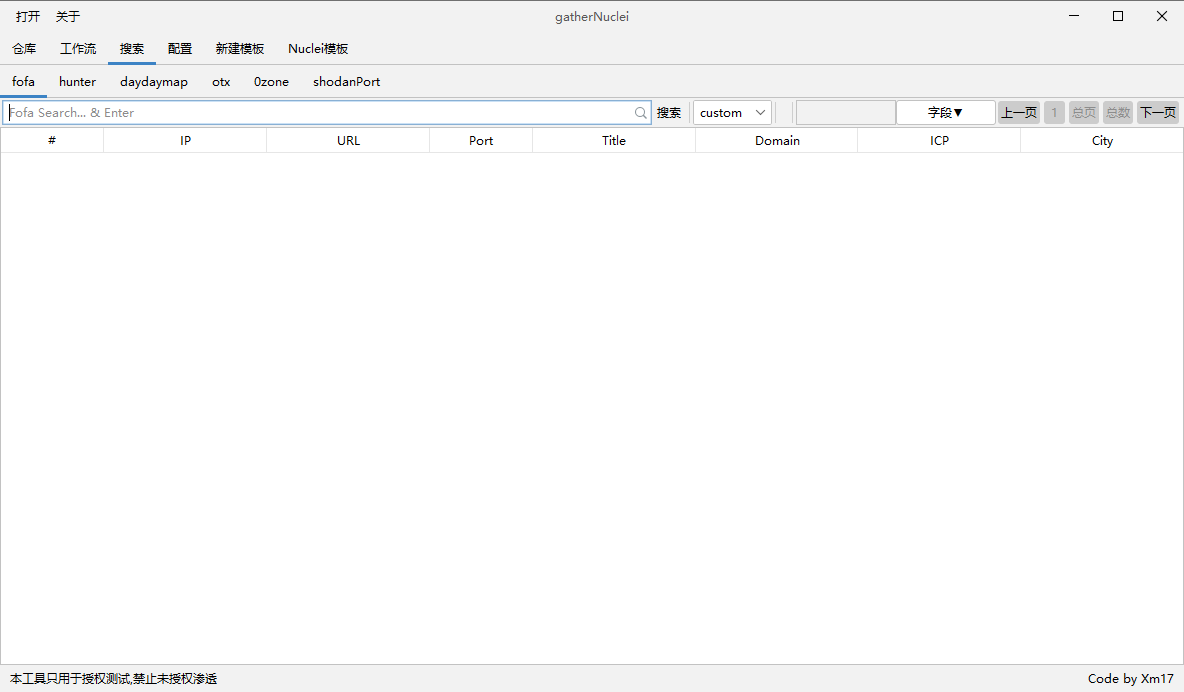 打开 关于 gatherNuclei
仓库 工作流 搜索 配置 新建模板 Nuclei模板
fofa hunter daydaymap otx 0zone shodanPort
Fofa Search... & Enter 搜索 custom 字段▼ 上一页 1 总页 总数 下一页
# IP URL Port Title Domain ICP City
本工具只用于授权测试,禁止未授权渗透 Code by Xm17